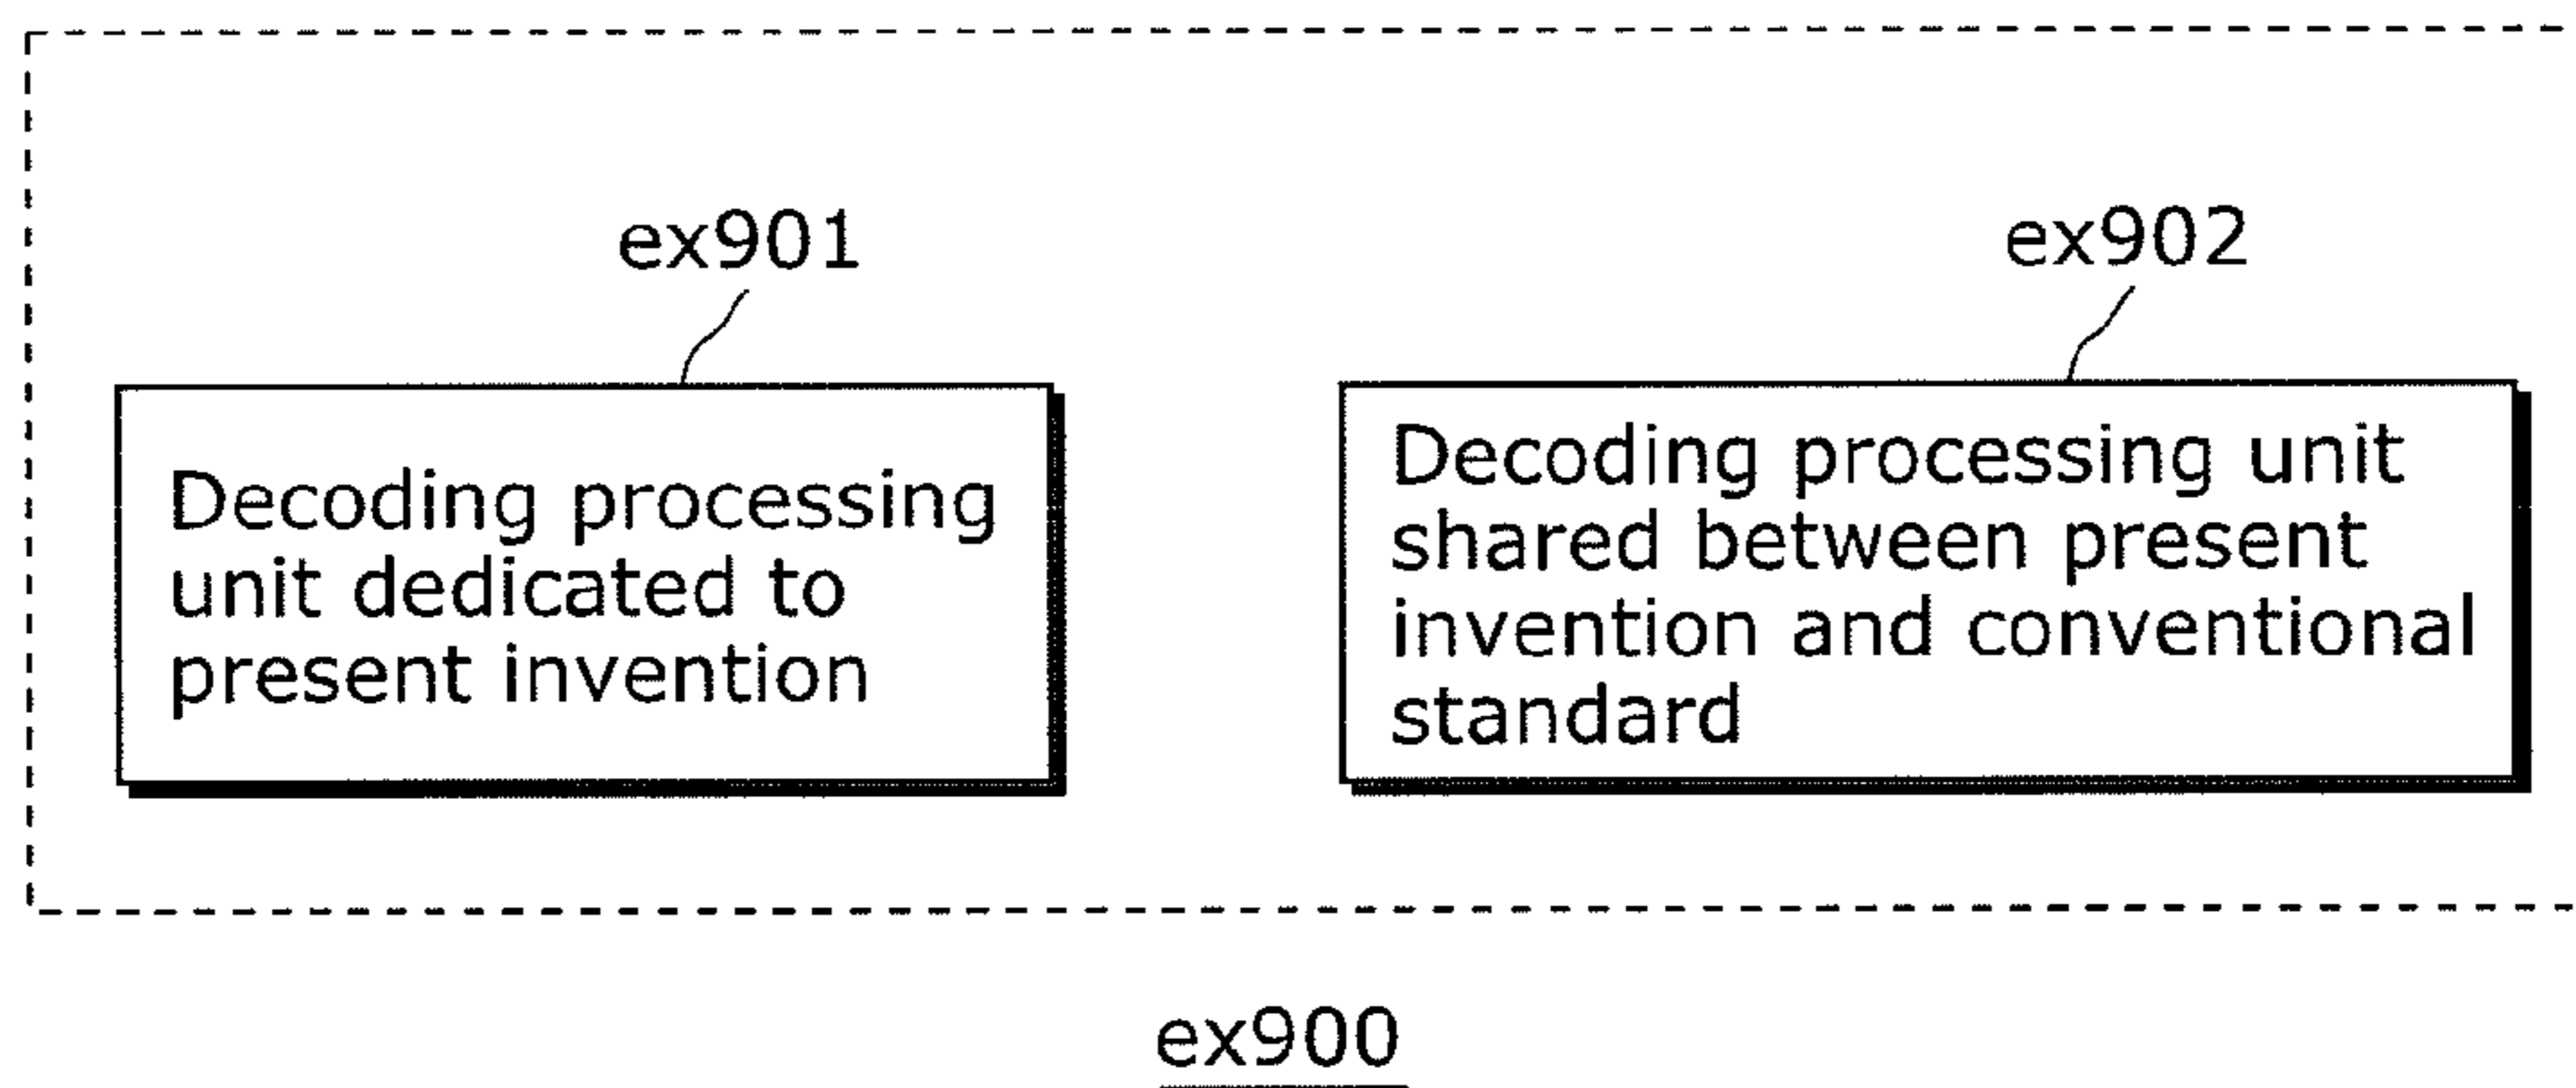 ex901
ex902
Decoding processing
unit dedicated to
present invention
Decoding processing unit
shared between present
invention and conventional
standard
ex900